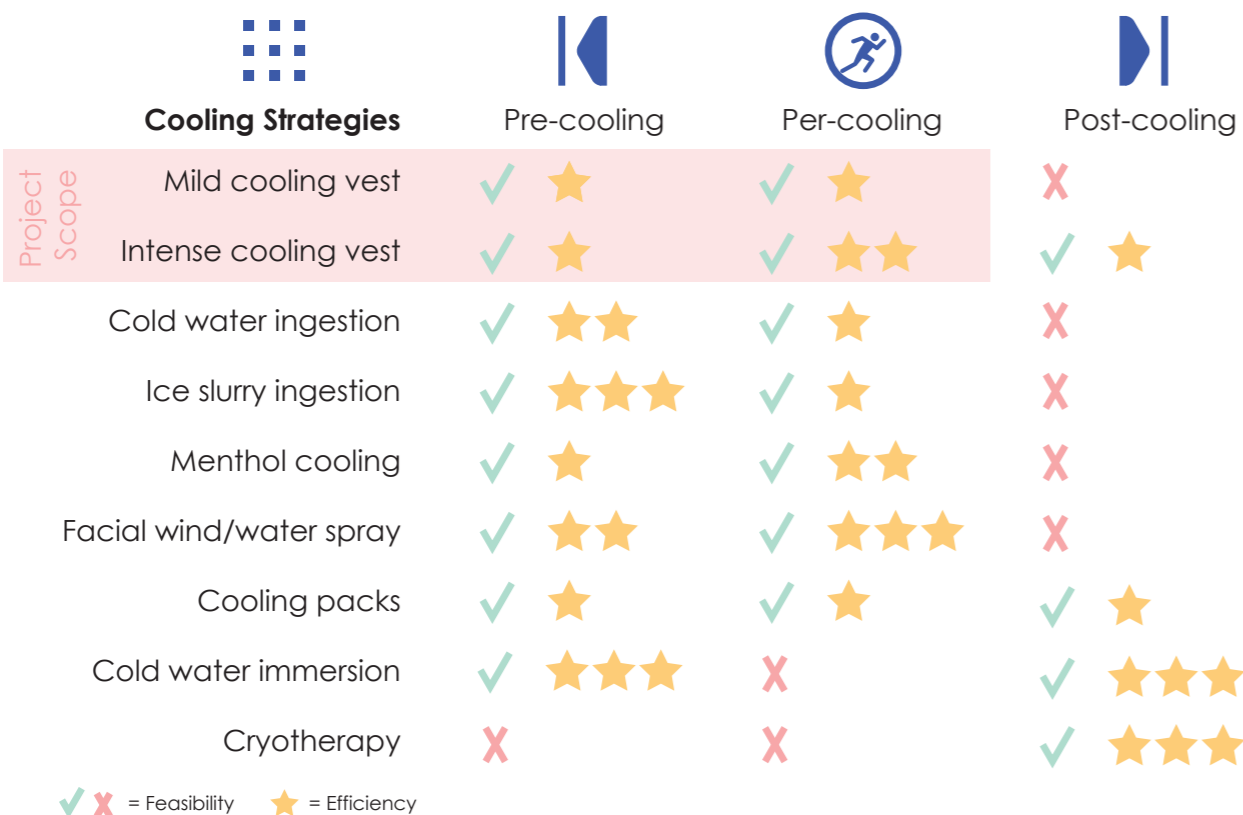 Cooling Strategies Pre-cooling Per-cooling Post-cooling
Project
Scope
Mild cooling vest
Intense cooling vest
Cold water ingestion
Ice slurry ingestion
Menthol cooling
Facial wind/water spray
Cooling packs
Cold water immersion
Cryotherapy
= Feasibility = Efficiency